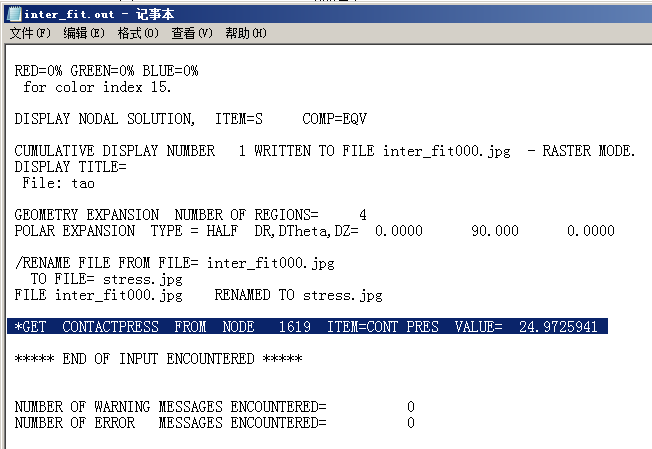 inter_fit.out - 记事本
文件(F) 编辑(E) 格式(O) 查看(V) 帮助(H)
RED=0% GREEN=0% BLUE=0%
for color index 15.
DISPLAY NODAL SOLUTION, ITEM=S COMP=EQV
CUMULATIVE DISPLAY NUMBER 1 WRITTEN TO FILE inter_fit000.jpg - RASTER MODE.
DISPLAY TITLE=
File: tao
GEOMETRY EXPANSION NUMBER OF REGIONS= 4
POLAR EXPANSION TYPE = HALF DR,DTheta,DZ= 0.0000 90.000 0.0000
/RENAME FILE FROM FILE= inter_fit000.jpg
TO FILE= stress.jpg
FILE inter_fit000.jpg RENAMED TO stress.jpg
*GET CONTACTPRESS FROM NODE 1619 ITEM=CONT PRES VALUE= 24.9725941
***** END OF INPUT ENCOUNTERED *****
NUMBER OF WARNING MESSAGES ENCOUNTERED= 0
NUMBER OF ERROR MESSAGES ENCOUNTERED= 0